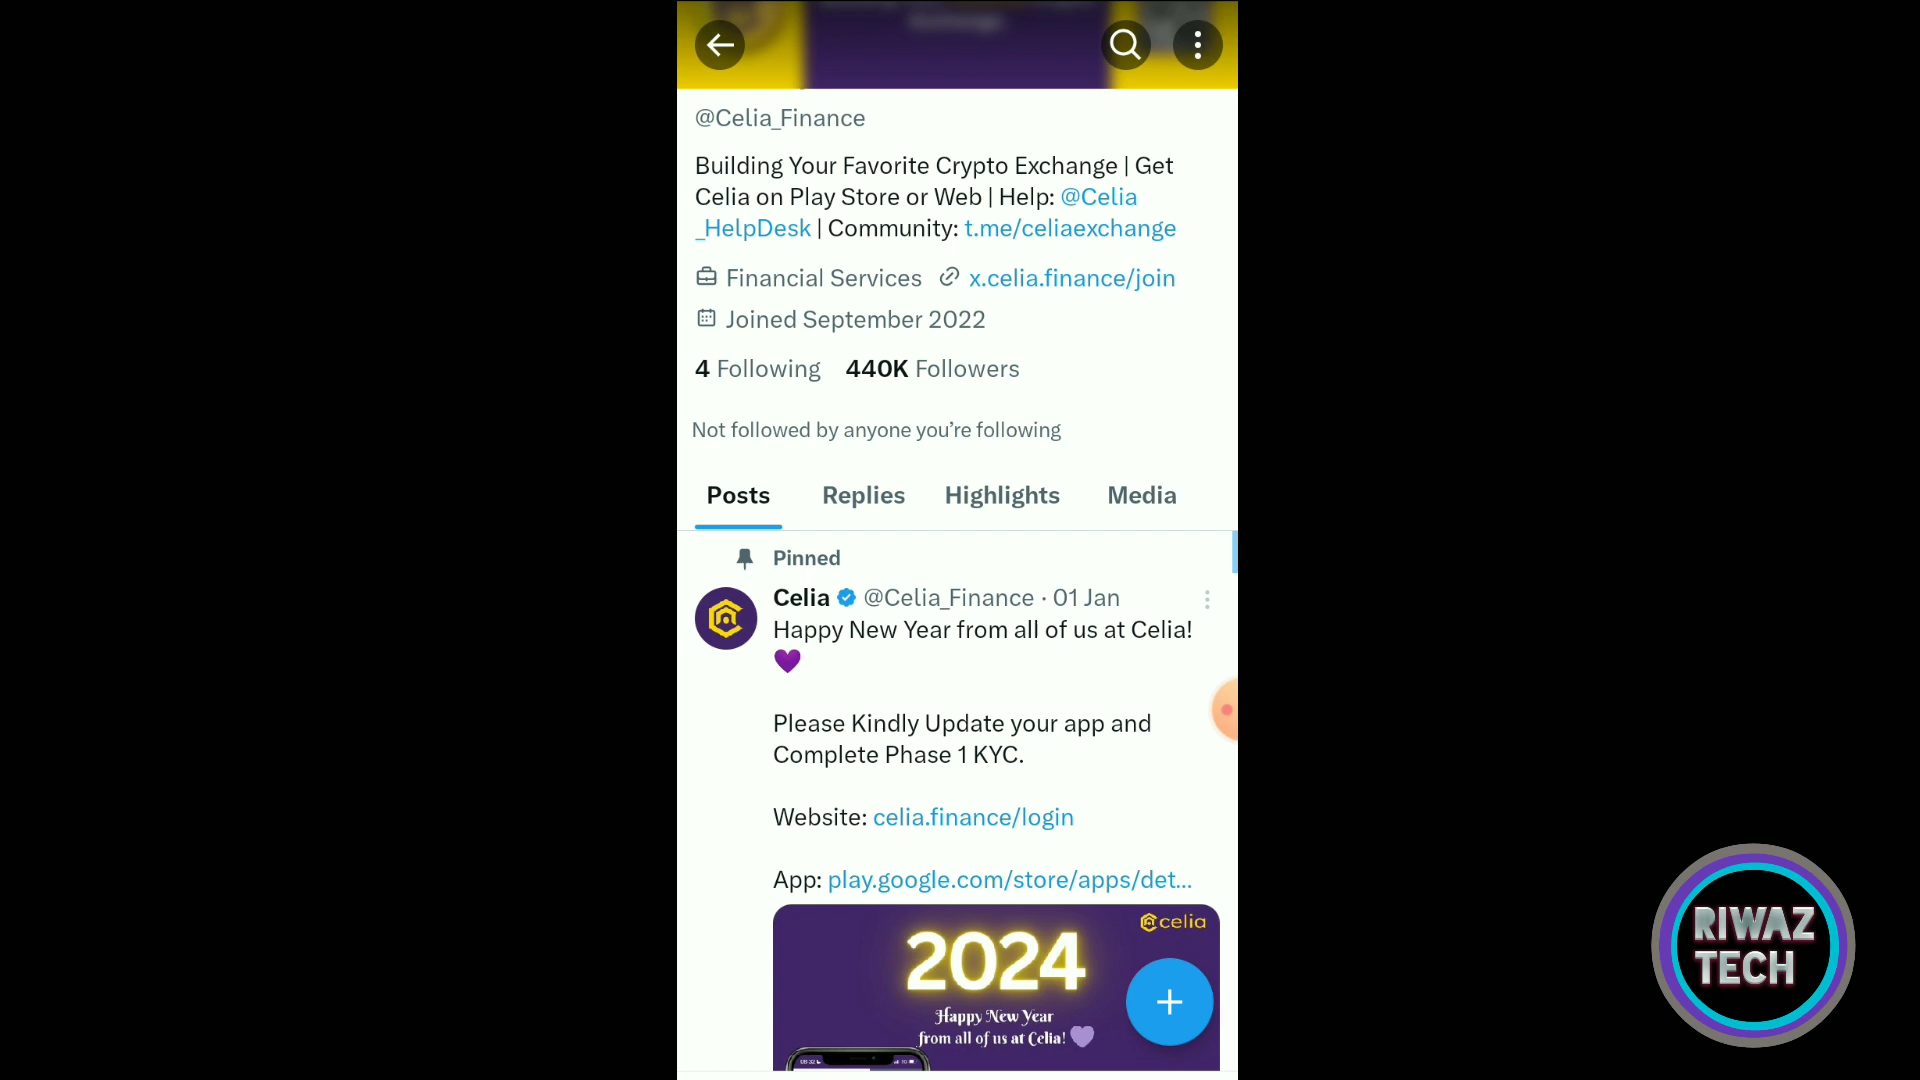 @Celia_Finance
Building Your Favorite Crypto Exchange | Get
Celia on Play Store or Web | Help: @Celia
_HelpDesk | Community: t.me/celiaexchange
Financial Services x.celia.finance/join
Joined September 2022
4 Following 440K Followers
Not followed by anyone you’re following
Posts Replies Highlights Media
Pinned
Celia @Celia_Finance · 01 Jan
Happy New Year from all of us at Celia!
💜
Please Kindly Update your app and
Complete Phase 1 KYC.
Website: celia.finance/login
App: play.google.com/store/apps/det...
celia
2024
Happy New Year
from all of us at Celia!
RIWAZ
TECH